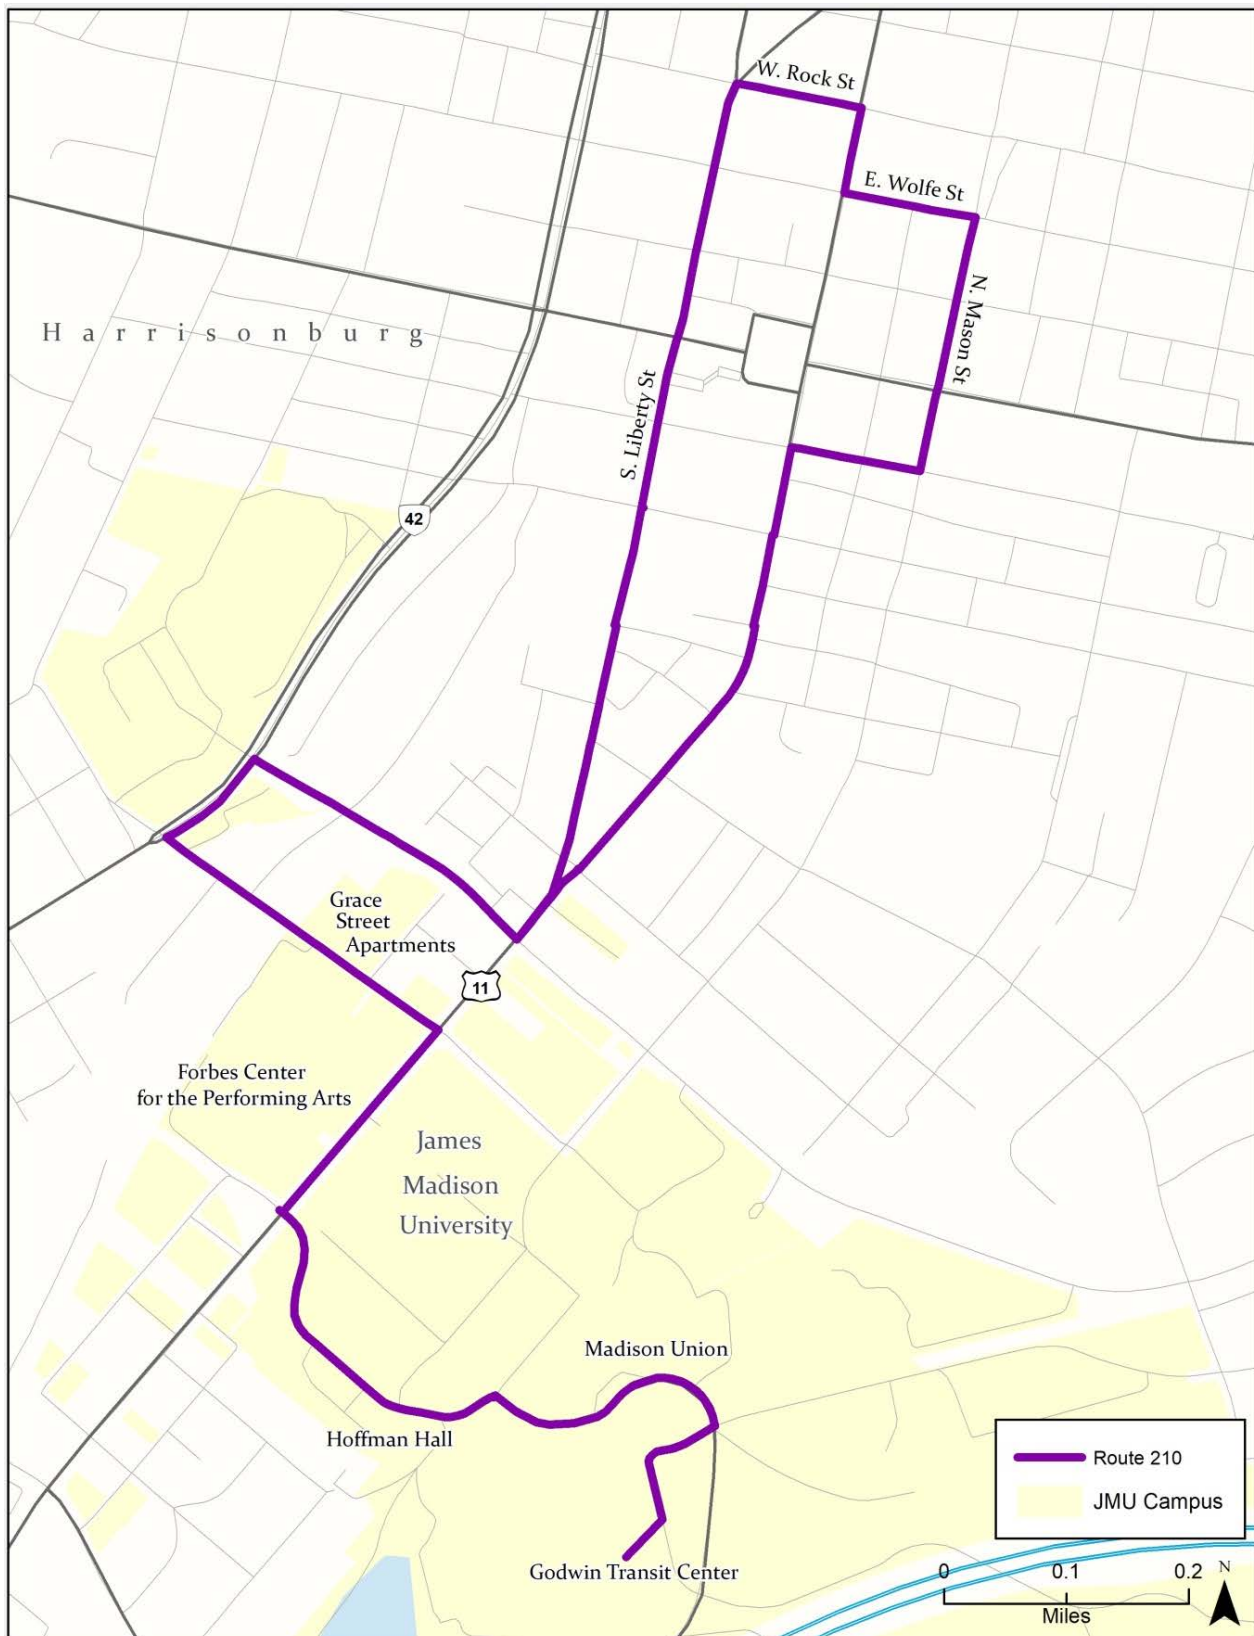 W. Rock St
E. Wolfe St
N. Mason St
Harrisonburg
S. Liberty St
42
Grace
Street
Apartments
11
Forbes Center
for the Performing Arts
James
Madison
University
Madison Union
Hoffman Hall
Route 210
JMU Campus
Godwin Transit Center
0 0.1 0.2
N
Miles